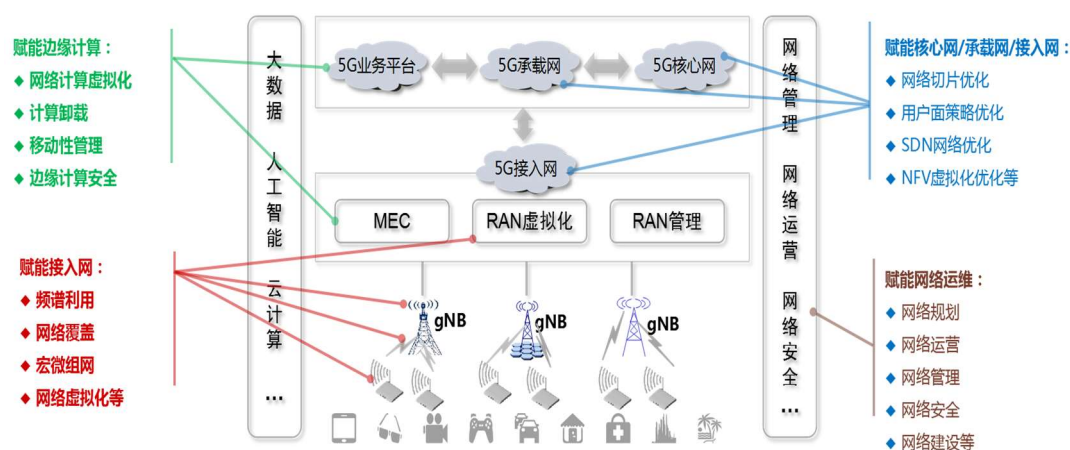 赋能边缘计算：
◆ 网络计算虚拟化
◆ 计算卸载
◆ 移动性管理
◆ 边缘计算安全
赋能接入网：
◆ 频谱利用
◆ 网络覆盖
◆ 宏微组网
◆ 网络虚拟化等
大数据
人工智能
云计算
...
5G业务平台
5G承载网
5G核心网
5G接入网
MEC
RAN虚拟化
RAN管理
gNB
gNB
gNB
网络管理
网络运营
网络安全
...
赋能核心网/承载网/接入网：
◆ 网络切片优化
◆ 用户面策略优化
◆ SDN网络优化
◆ NFV虚拟化优化等
赋能网络运维：
◆ 网络规划
◆ 网络运营
◆ 网络管理
◆ 网络安全
◆ 网络建设等